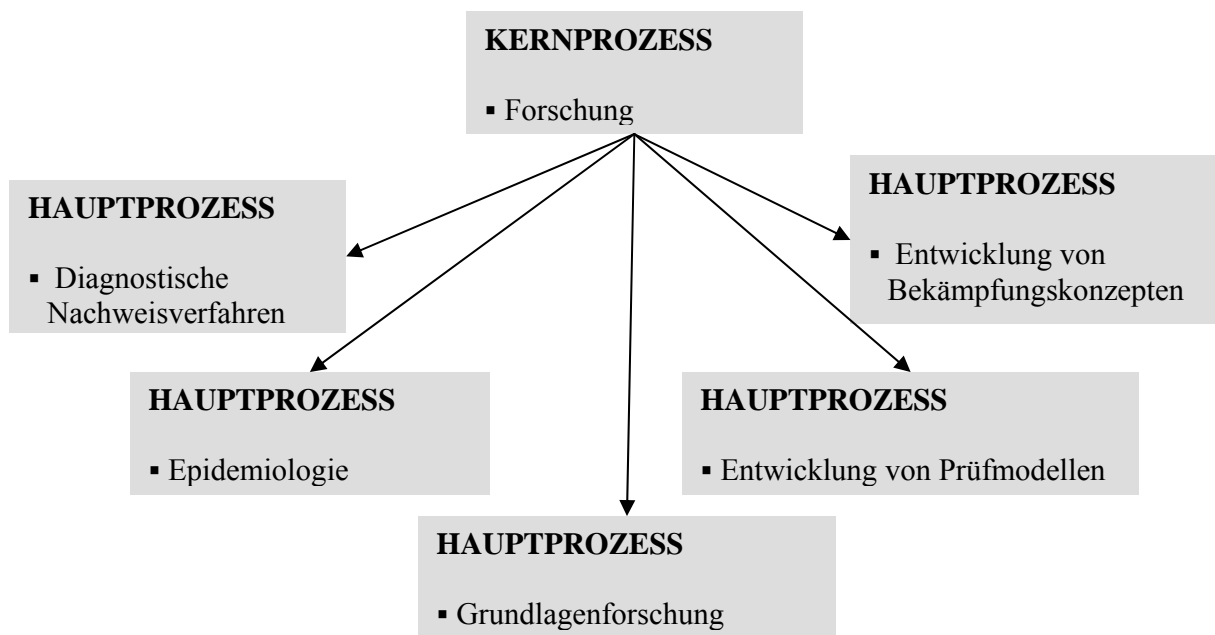 KERNPROZESS
▪ Forschung
HAUPTPROZESS
▪ Diagnostische
Nachweisverfahren
HAUPTPROZESS
▪ Entwicklung von
Bekämpfungskonzepten
HAUPTPROZESS
▪ Epidemiologie
HAUPTPROZESS
▪ Entwicklung von Prüfmodellen
HAUPTPROZESS
▪ Grundlagenforschung